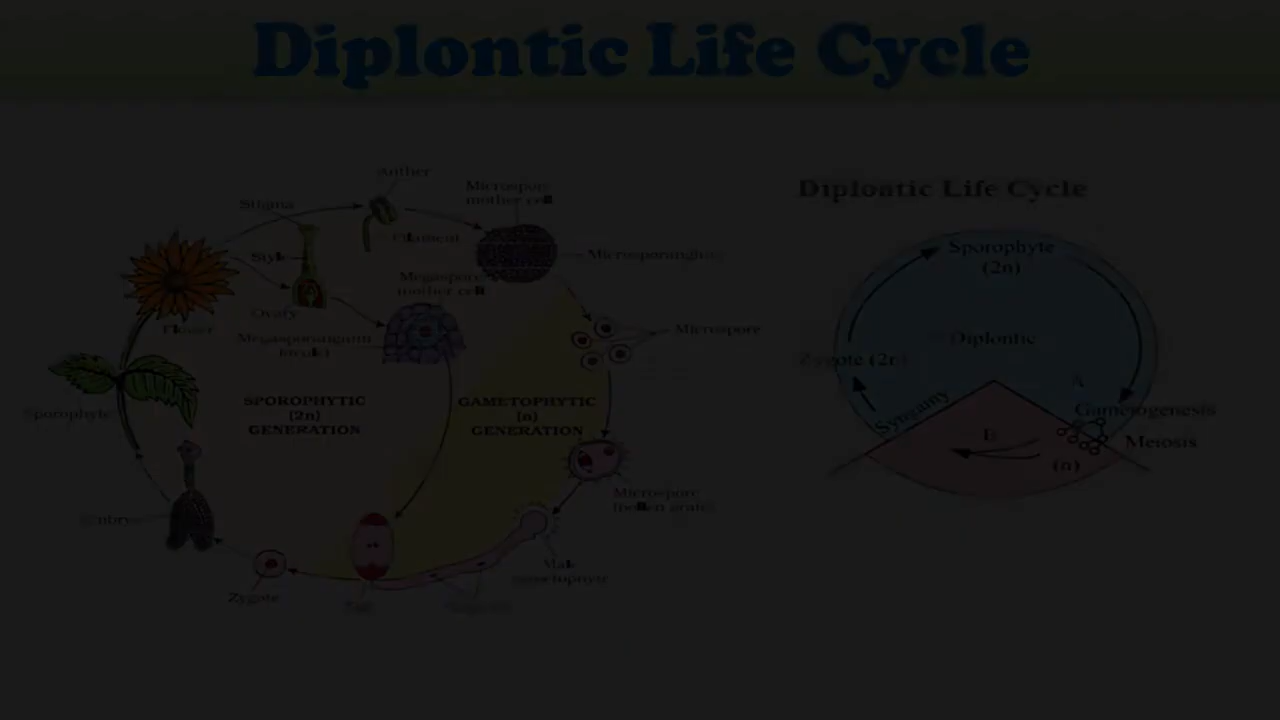 Diplontic Life Cycle
Anther
Microspore
mother cell
Stigma
Filament
Style
Microsporangium
Megaspore
mother cell
Ovary
Flower
Megasporangium
Microspore
SPOROPHYTIC
(2n)
GENERATION
GAMETOPHYTIC
(n)
GENERATION
Sporophyte
Microspore
(pollen grain)
Embryo
Male
gametophyte
Zygote
Diplontic Life Cycle
Sporophyte
(2n)
Diplontic
Zygote (2n)
A
Syngamy
Gametogenesis
Meiosis
B
(n)